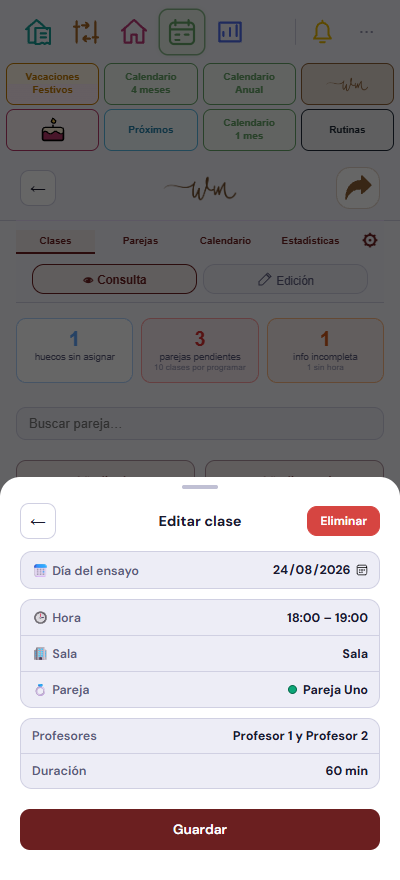 Vacaciones
Festivos
Calendario
4 meses
Calendario
Anual
Wm
Próximos
Calendario
1 mes
Rutinas
←
Wm
Clases
Parejas
Calendario
Estadísticas
Consulta
Edición
1
huecos sin asignar
3
parejas pendientes
10 clases por programar
1
info incompleta
1 sin hora
Buscar pareja...
←
Editar clase
Eliminar
Día del ensayo
24/08/2026
Hora
18:00 – 19:00
Sala
Sala
Pareja
Pareja Uno
Profesores
Profesor 1 y Profesor 2
Duración
60 min
Guardar